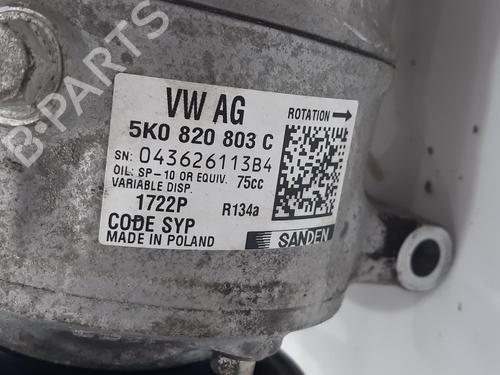 VW AG
ROTATION
5K0 820 803 C
SN: 043626113B4
OIL: SP-10 OR EQUIV. 75cc
VARIABLE DISP.
1722P R134a
CODE SYP
MADE IN POLAND
SANDEN
B-PARTS